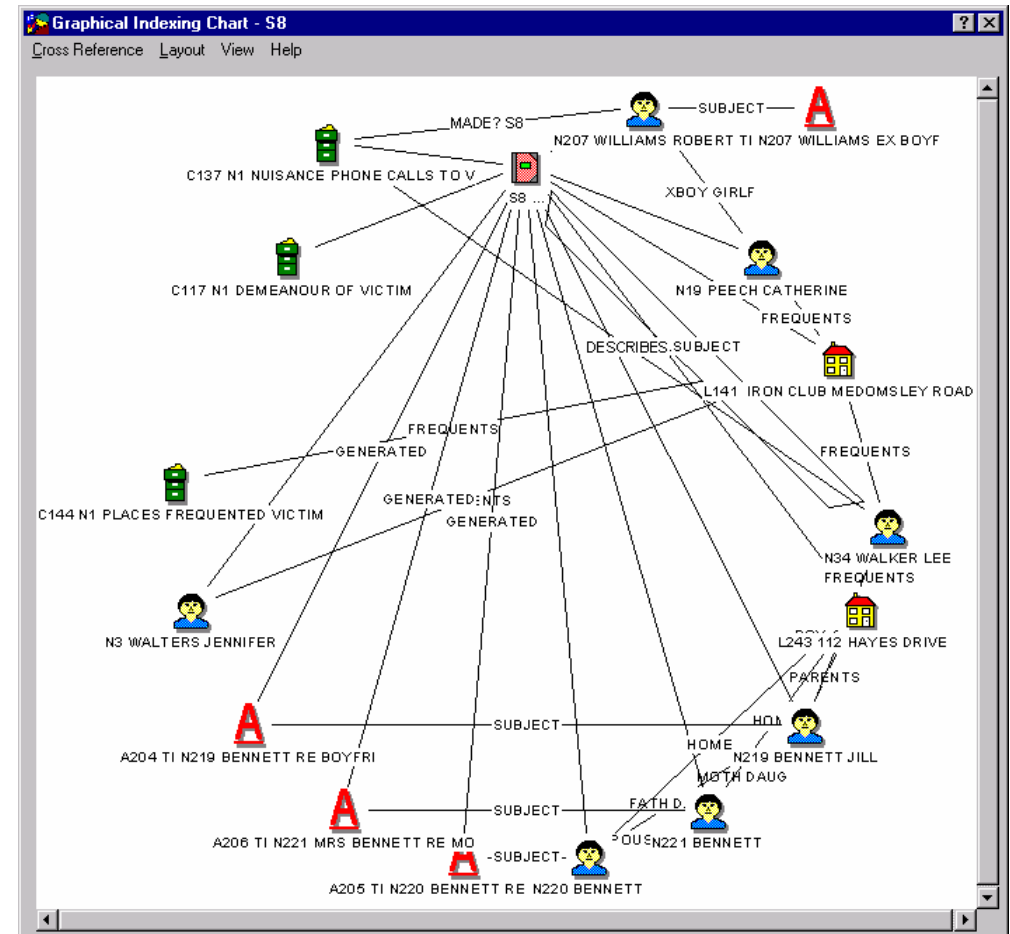 Graphical Indexing Chart - S8
Cross Reference Layout View Help
SUBJECT
MADE? S8
N207 WILLIAMS ROBERT TI N207 WILLIAMS EX BOYF
C137 N1 NUISANCE PHONE CALLS TO V
XBOY GIRLF
S8 ...
C117 N1 DEMEANOUR OF VICTIM
N19 PEECH CATHERINE
FREQUENTS
DESCRIBES SUBJECT
L141 IRON CLUB MEDOMSLEY ROAD
FREQUENTS
GENERATED
FREQUENTS
GENERATED
GENERATED
C144 N1 PLACES FREQUENTED VICTIM
N34 WALKER LEE
FREQUENTS
N3 WALTERS JENNIFER
L243 112 HAYES DRIVE
PARENTS
SUBJECT
A204 TI N219 BENNETT RE BOYFRI
HOME
N219 BENNETT JILL
MOTH DAUG
SUBJECT
FATH D
A206 TI N221 MRS BENNETT RE MO
N221 BENNETT
SUBJECT
A205 TI N220 BENNETT RE N220 BENNETT